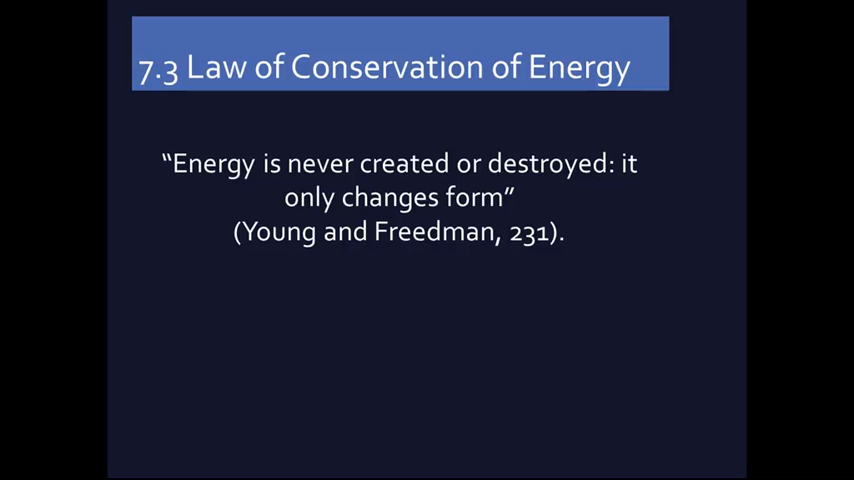 7.3 Law of Conservation of Energy
“Energy is never created or destroyed: it
only changes form”
(Young and Freedman, 231).